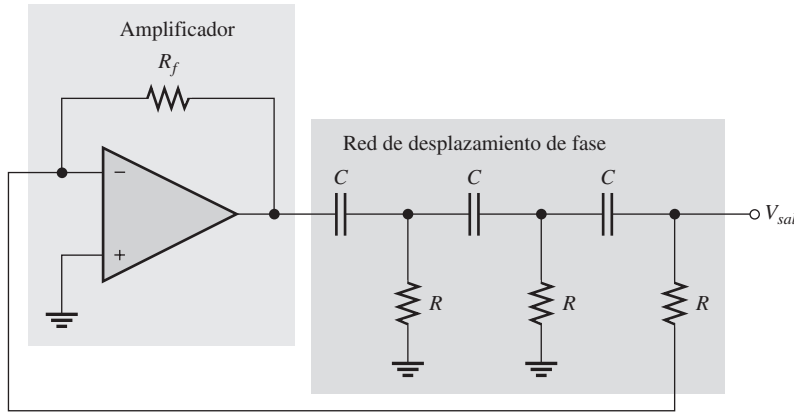 Amplificador
R_f
Red de desplazamiento de fase
C
C
C
−
+
V_sal
R
R
R